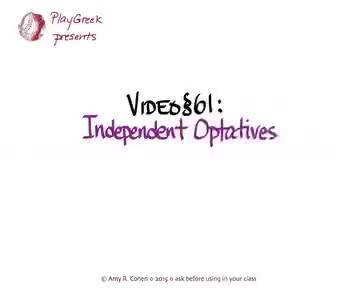 PlayGreek
presents
VIDEO§61:
Independent Optatives
© Amy R. Cohen ◊ 2015 ◊ ask before using in your class